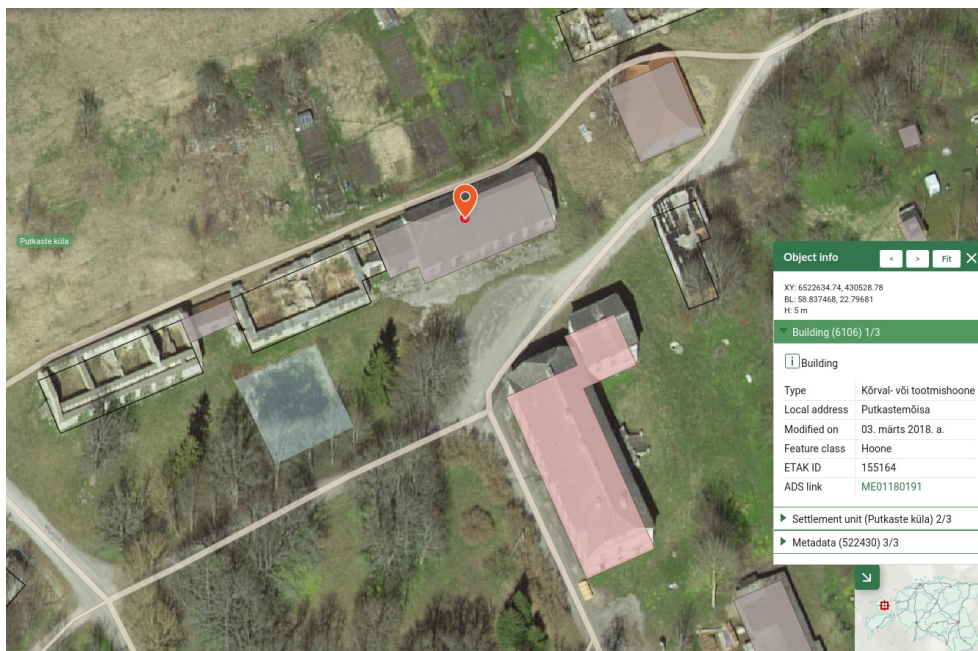 Putkaste küla
Object info
<
>
Fit
XY: 6522634.74, 430528.78
BL: 58.837468, 22.79681
H: 5 m
Building (6106) 1/3
i Building
Type Kõrval- või tootmishoone
Local address Putkastemõisa
Modified on 03. märts 2018. a.
Feature class Hoone
ETAK ID 155164
ADS link ME01180191
Settlement unit (Putkaste küla) 2/3
Metadata (522430) 3/3